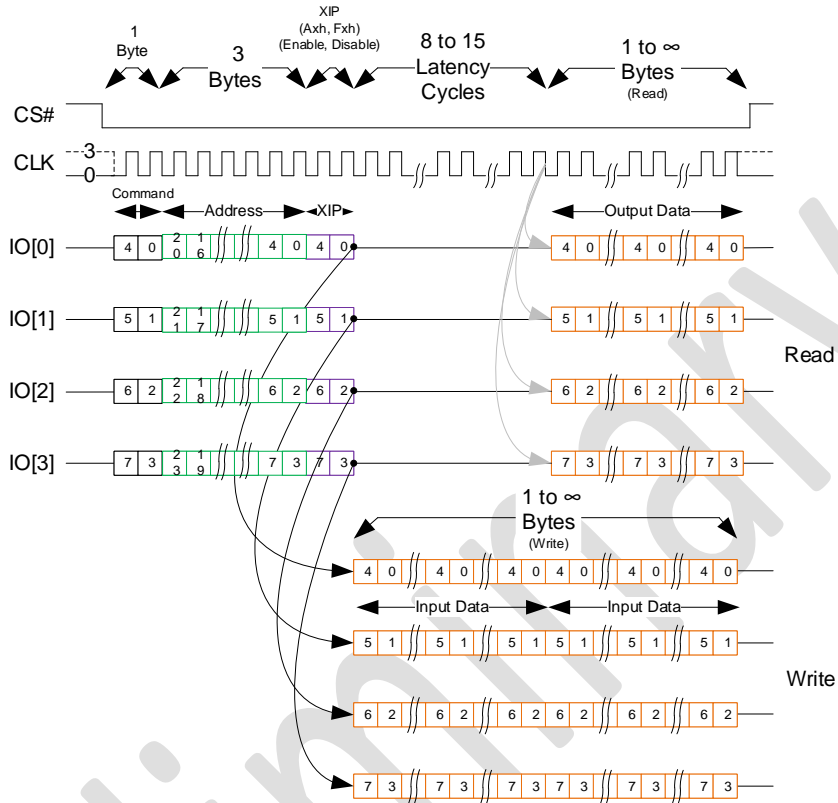 XIP
(Axh, Fxh)
(Enable, Disable)
1
Byte
3
Bytes
8 to 15
Latency
Cycles
1 to ∞
Bytes
(Read)
CS#
CLK 3
0
Command Address XIP Output Data
IO[0] 4 0 20 16 4 0 4 0 4 0 4 0 4 0
IO[1] 5 1 21 17 5 1 5 1 5 1 5 1 5 1
Read
IO[2] 6 2 22 18 6 2 6 2 6 2 6 2 6 2
IO[3] 7 3 23 19 7 3 7 3 7 3 7 3 7 3
1 to ∞
Bytes
(Write)
4 0 4 0 4 0 4 0 4 0 4 0
Input Data Input Data
5 1 5 1 5 1 5 1 5 1 5 1
Write
6 2 6 2 6 2 6 2 6 2 6 2
7 3 7 3 7 3 7 3 7 3 7 3